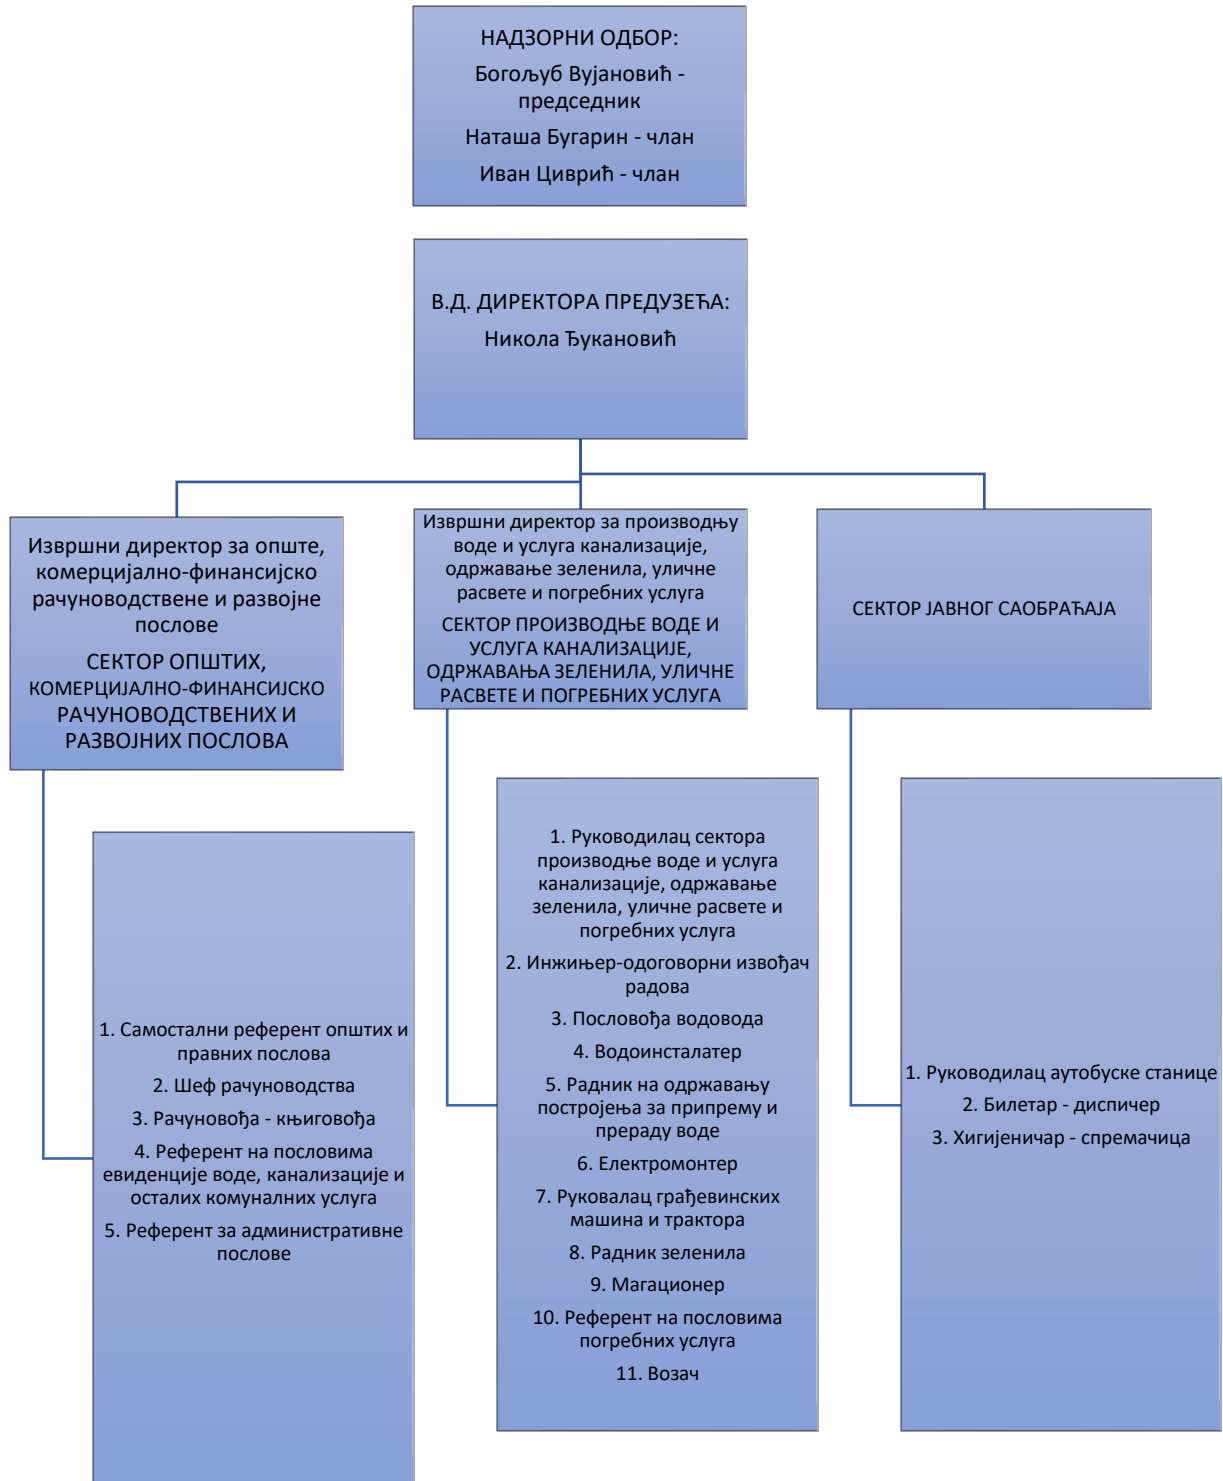 НАДЗОРНИ ОДБОР:
Богољуб Вујановић -
председник
Наташа Бугарин - члан
Иван Циврић - члан
В.Д. ДИРЕКТОРА ПРЕДУЗЕЋА:
Никола Ђукановић
Извршни директор за опште,
комерцијално-финансијско
рачуноводствене и развојне
послове
СЕКТОР ОПШТИХ,
КОМЕРЦИЈАЛНО-ФИНАНСИЈСКО
РАЧУНОВОДСТВЕНИХ И
РАЗВОЈНИХ ПОСЛОВА
1. Самостални референт општих и
правних послова
2. Шеф рачуноводства
3. Рачуновођа - књиговођа
4. Референт на пословима
евиденције воде, канализације и
осталих комуналних услуга
5. Референт за административне
послове
Извршни директор за производњу
воде и услуга канализације,
одржавање зеленила, уличне
расвете и погребних услуга
СЕКТОР ПРОИЗВОДЊЕ ВОДЕ И
УСЛУГА КАНАЛИЗАЦИЈЕ,
ОДРЖАВАЊА ЗЕЛЕНИЛА, УЛИЧНЕ
РАСВЕТЕ И ПОГРЕБНИХ УСЛУГА
1. Руководилац сектора
производње воде и услуга
канализације, одржавање
зеленила, уличне расвете и
погребних услуга
2. Инжињер-одоговорни извођач
радова
3. Пословођа водовода
4. Водоинсталатер
5. Радник на одржавању
постројења за припрему и
прераду воде
6. Електромонтер
7. Руковалац грађевинских
машина и трактора
8. Радник зеленила
9. Магационер
10. Референт на пословима
погребних услуга
11. Возач
СЕКТОР ЈАВНОГ САОБРАЋАЈА
1. Руководилац аутобуске станице
2. Билетар - диспичер
3. Хигијеничар - спремачица